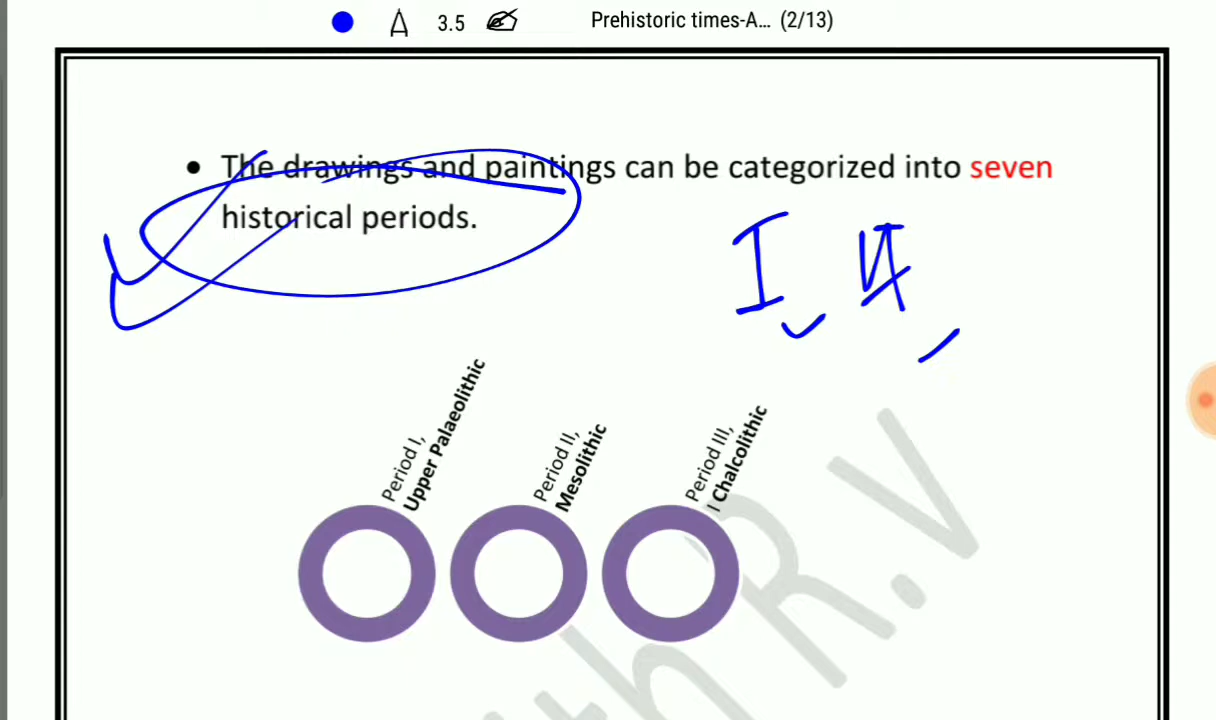 3.5 Prehistoric times-A... (2/13)
• The drawings and paintings can be categorized into seven
historical periods.
I
Period I,
Upper Palaeolithic
Period II,
Mesolithic
Period III,
I Chalcolithic
th R.v